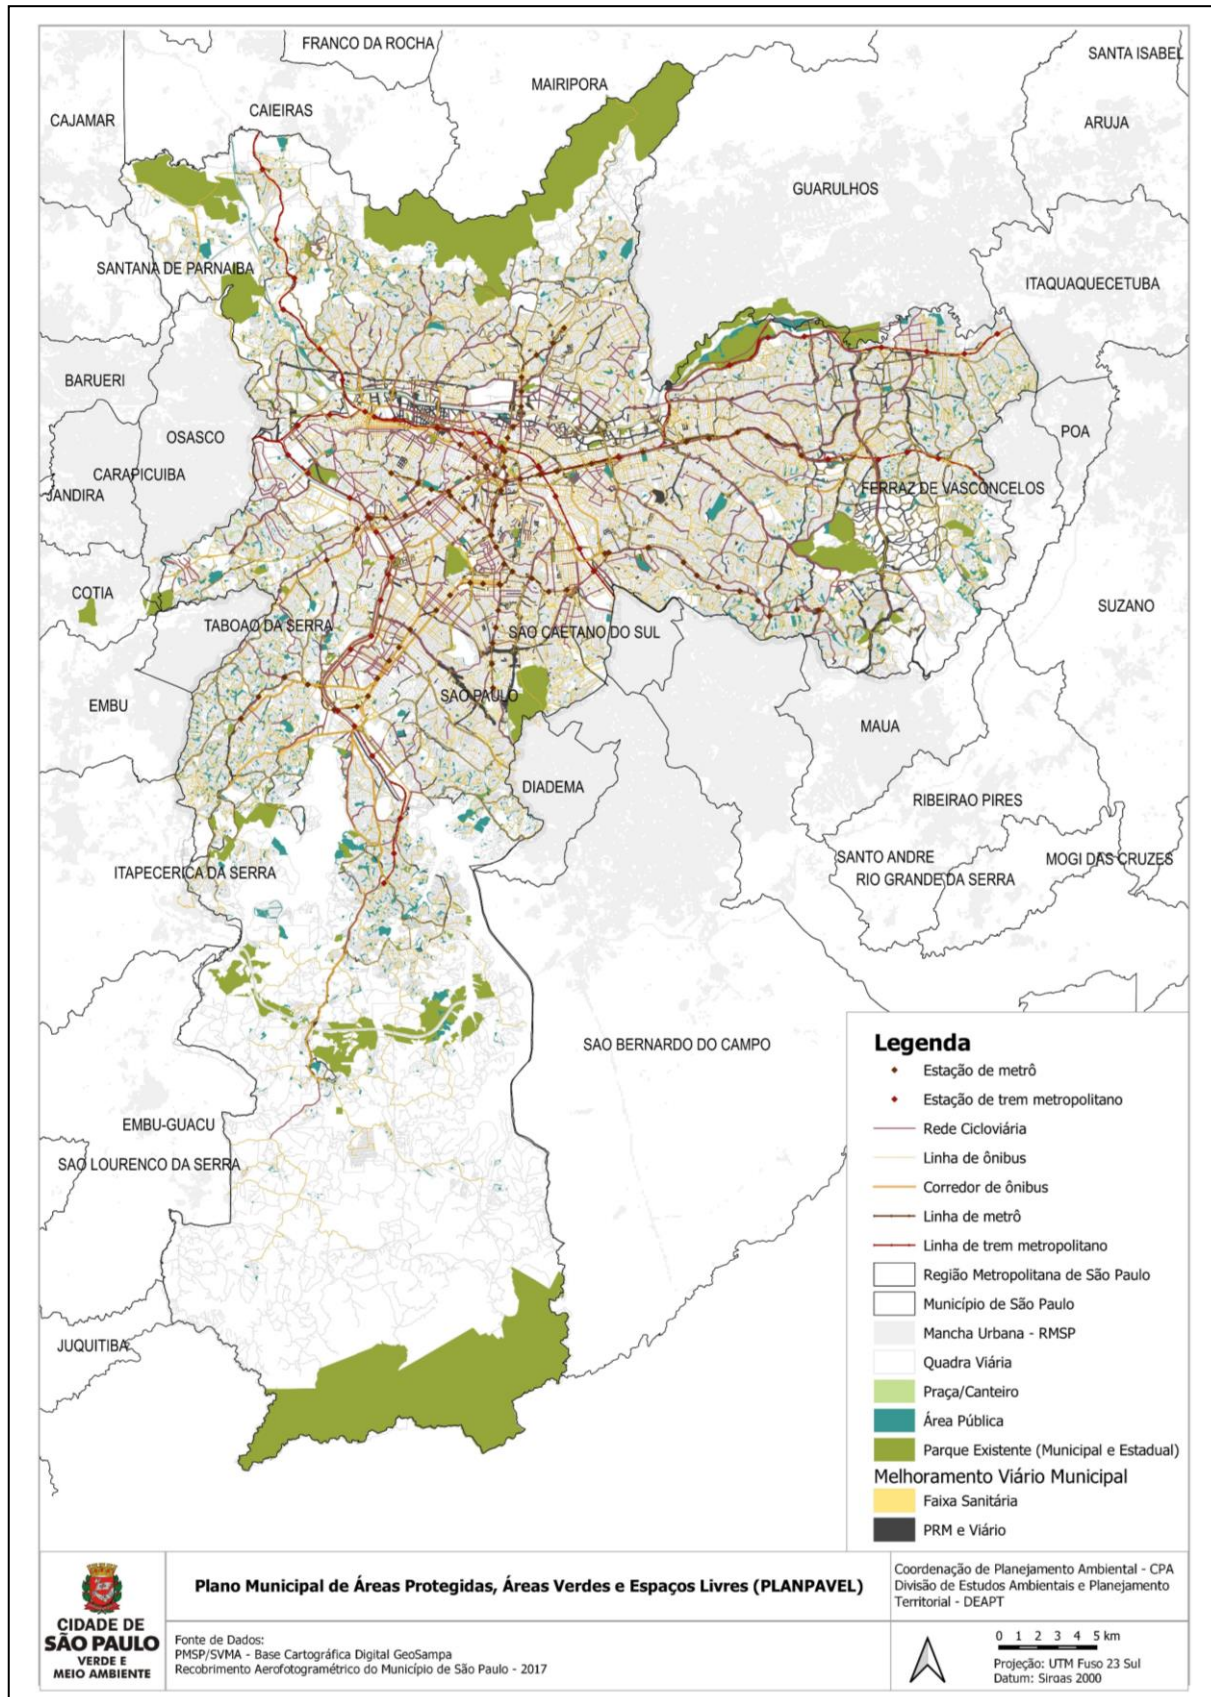 FRANCO DA ROCHA
SANTA ISABEL
MAIRIPORA
CAIEIRAS
CAJAMAR
ARUJA
GUARULHOS
SANTANA DE PARNAIBA
ITAQUAQUECETUBA
BARUERI
OSASCO
POA
CARAPICUIBA
JANDIRA
FERRAZ DE VASCONCELOS
COTIA
SUZANO
TABOAO DA SERRA
SAO CAETANO DO SUL
SAO PAULO
EMBU
MAUA
DIADEMA
RIBEIRAO PIRES
SANTO ANDRE
MOGI DAS CRUZES
ITAPECERICA DA SERRA
RIO GRANDE DA SERRA
SAO BERNARDO DO CAMPO
EMBU-GUACU
SAO LOURENCO DA SERRA
JUQUITIBA
Legenda
Estação de metrô
Estação de trem metropolitano
Rede Cicloviária
Linha de ônibus
Corredor de ônibus
Linha de metrô
Linha de trem metropolitano
Região Metropolitana de São Paulo
Município de São Paulo
Mancha Urbana - RMSP
Quadra Viária
Praça/Canteiro
Área Pública
Parque Existente (Municipal e Estadual)
Melhoramento Viário Municipal
Faixa Sanitária
PRM e Viário
CIDADE DE
SÃO PAULO
VERDE E
MEIO AMBIENTE
Plano Municipal de Áreas Protegidas, Áreas Verdes e Espaços Livres (PLANPAVEL)
Fonte de Dados:
PMSP/SVMA - Base Cartográfica Digital GeoSampa
Recobrimento Aerofotogramétrico do Município de São Paulo - 2017
Coordenação de Planejamento Ambiental - CPA
Divisão de Estudos Ambientais e Planejamento
Territorial - DEAPT
0 1 2 3 4 5 km
Projeção: UTM Fuso 23 Sul
Datum: Sirgas 2000